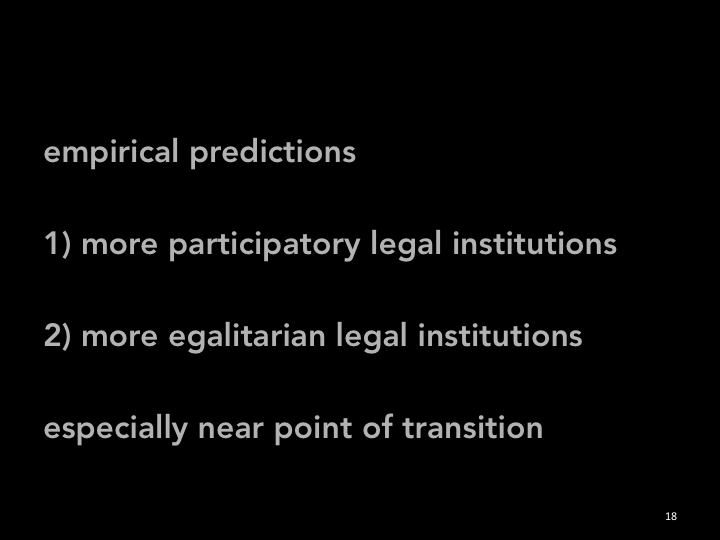 empirical predictions
1) more participatory legal institutions
2) more egalitarian legal institutions
especially near point of transition
18